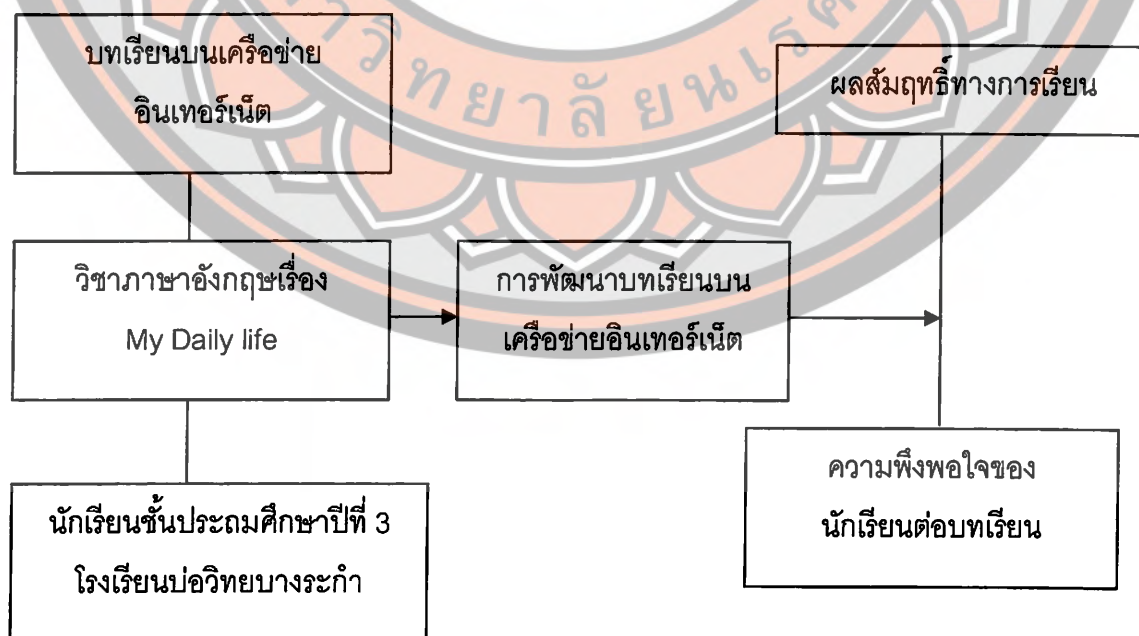 บทเรียนบนเครือข่าย
อินเทอร์เน็ต
ผลสัมฤทธิ์ทางการเรียน
วิชาภาษาอังกฤษเรื่อง
My Daily life
การพัฒนาบทเรียนบน
เครือข่ายอินเทอร์เน็ต
นักเรียนชั้นประถมศึกษาปีที่ 3
โรงเรียนบ่อวิทยบางระกำ
ความพึงพอใจของ
นักเรียนต่อบทเรียน